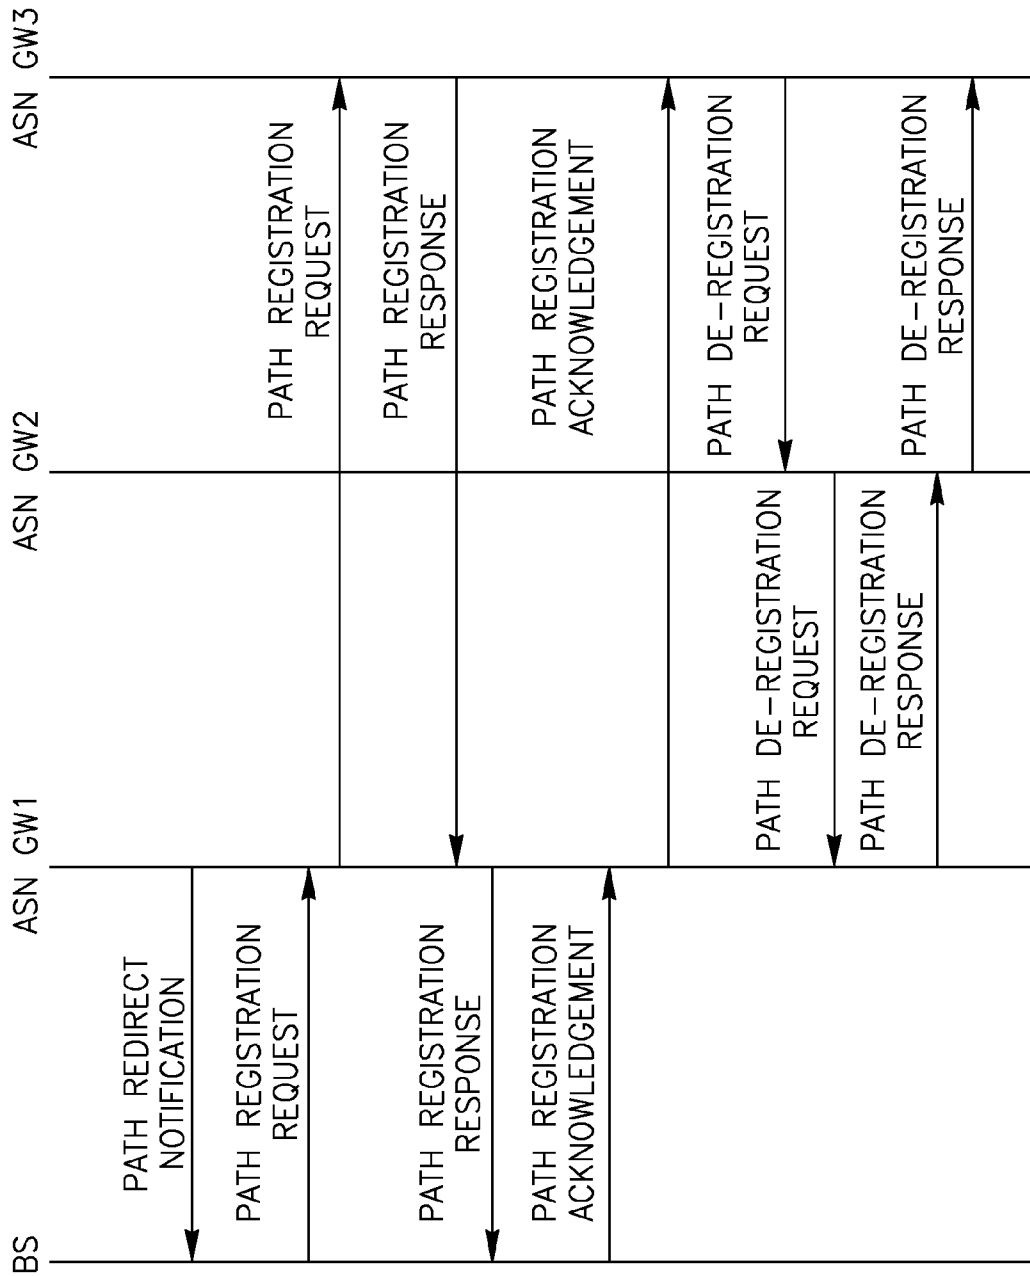 BS
ASN GW1
ASN GW2
ASN GW3
PATH REDIRECT
NOTIFICATION
PATH REGISTRATION
REQUEST
PATH REGISTRATION
REQUEST
PATH REGISTRATION
RESPONSE
PATH REGISTRATION
RESPONSE
PATH REGISTRATION
ACKNOWLEDGEMENT
PATH REGISTRATION
ACKNOWLEDGEMENT
PATH DE-REGISTRATION
REQUEST
PATH DE-REGISTRATION
REQUEST
PATH DE-REGISTRATION
RESPONSE
PATH DE-REGISTRATION
RESPONSE